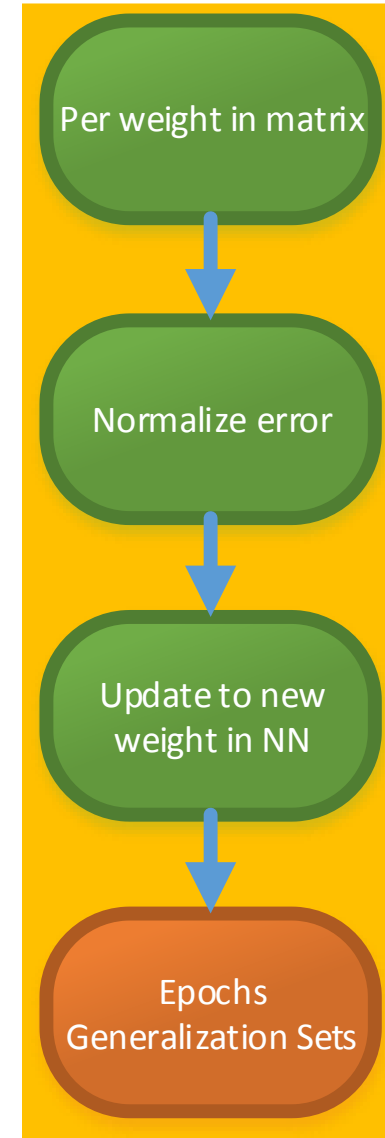 Per weight in matrix
Normalize error
Update to new
weight in NN
Epochs
Generalization Sets